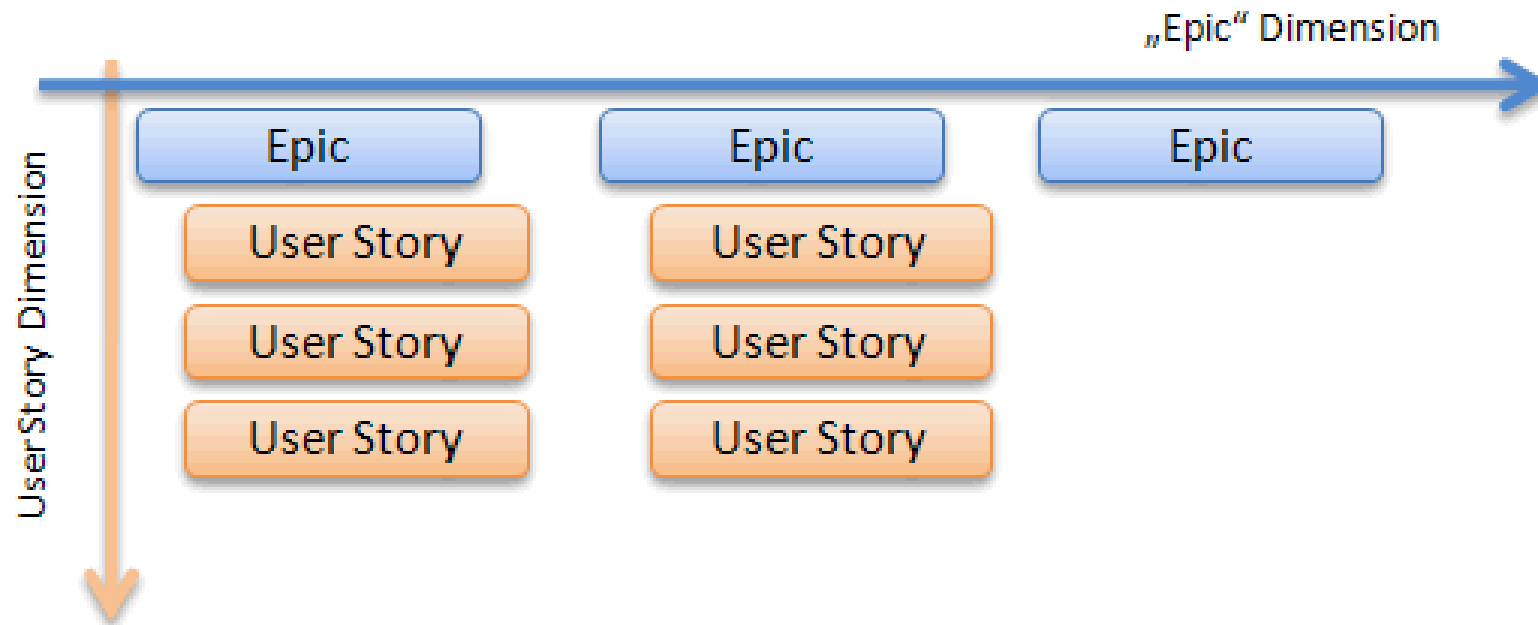 „Epic“ Dimension
Epic
Epic
Epic
UserStory Dimension
User Story
User Story
User Story
User Story
User Story
User Story